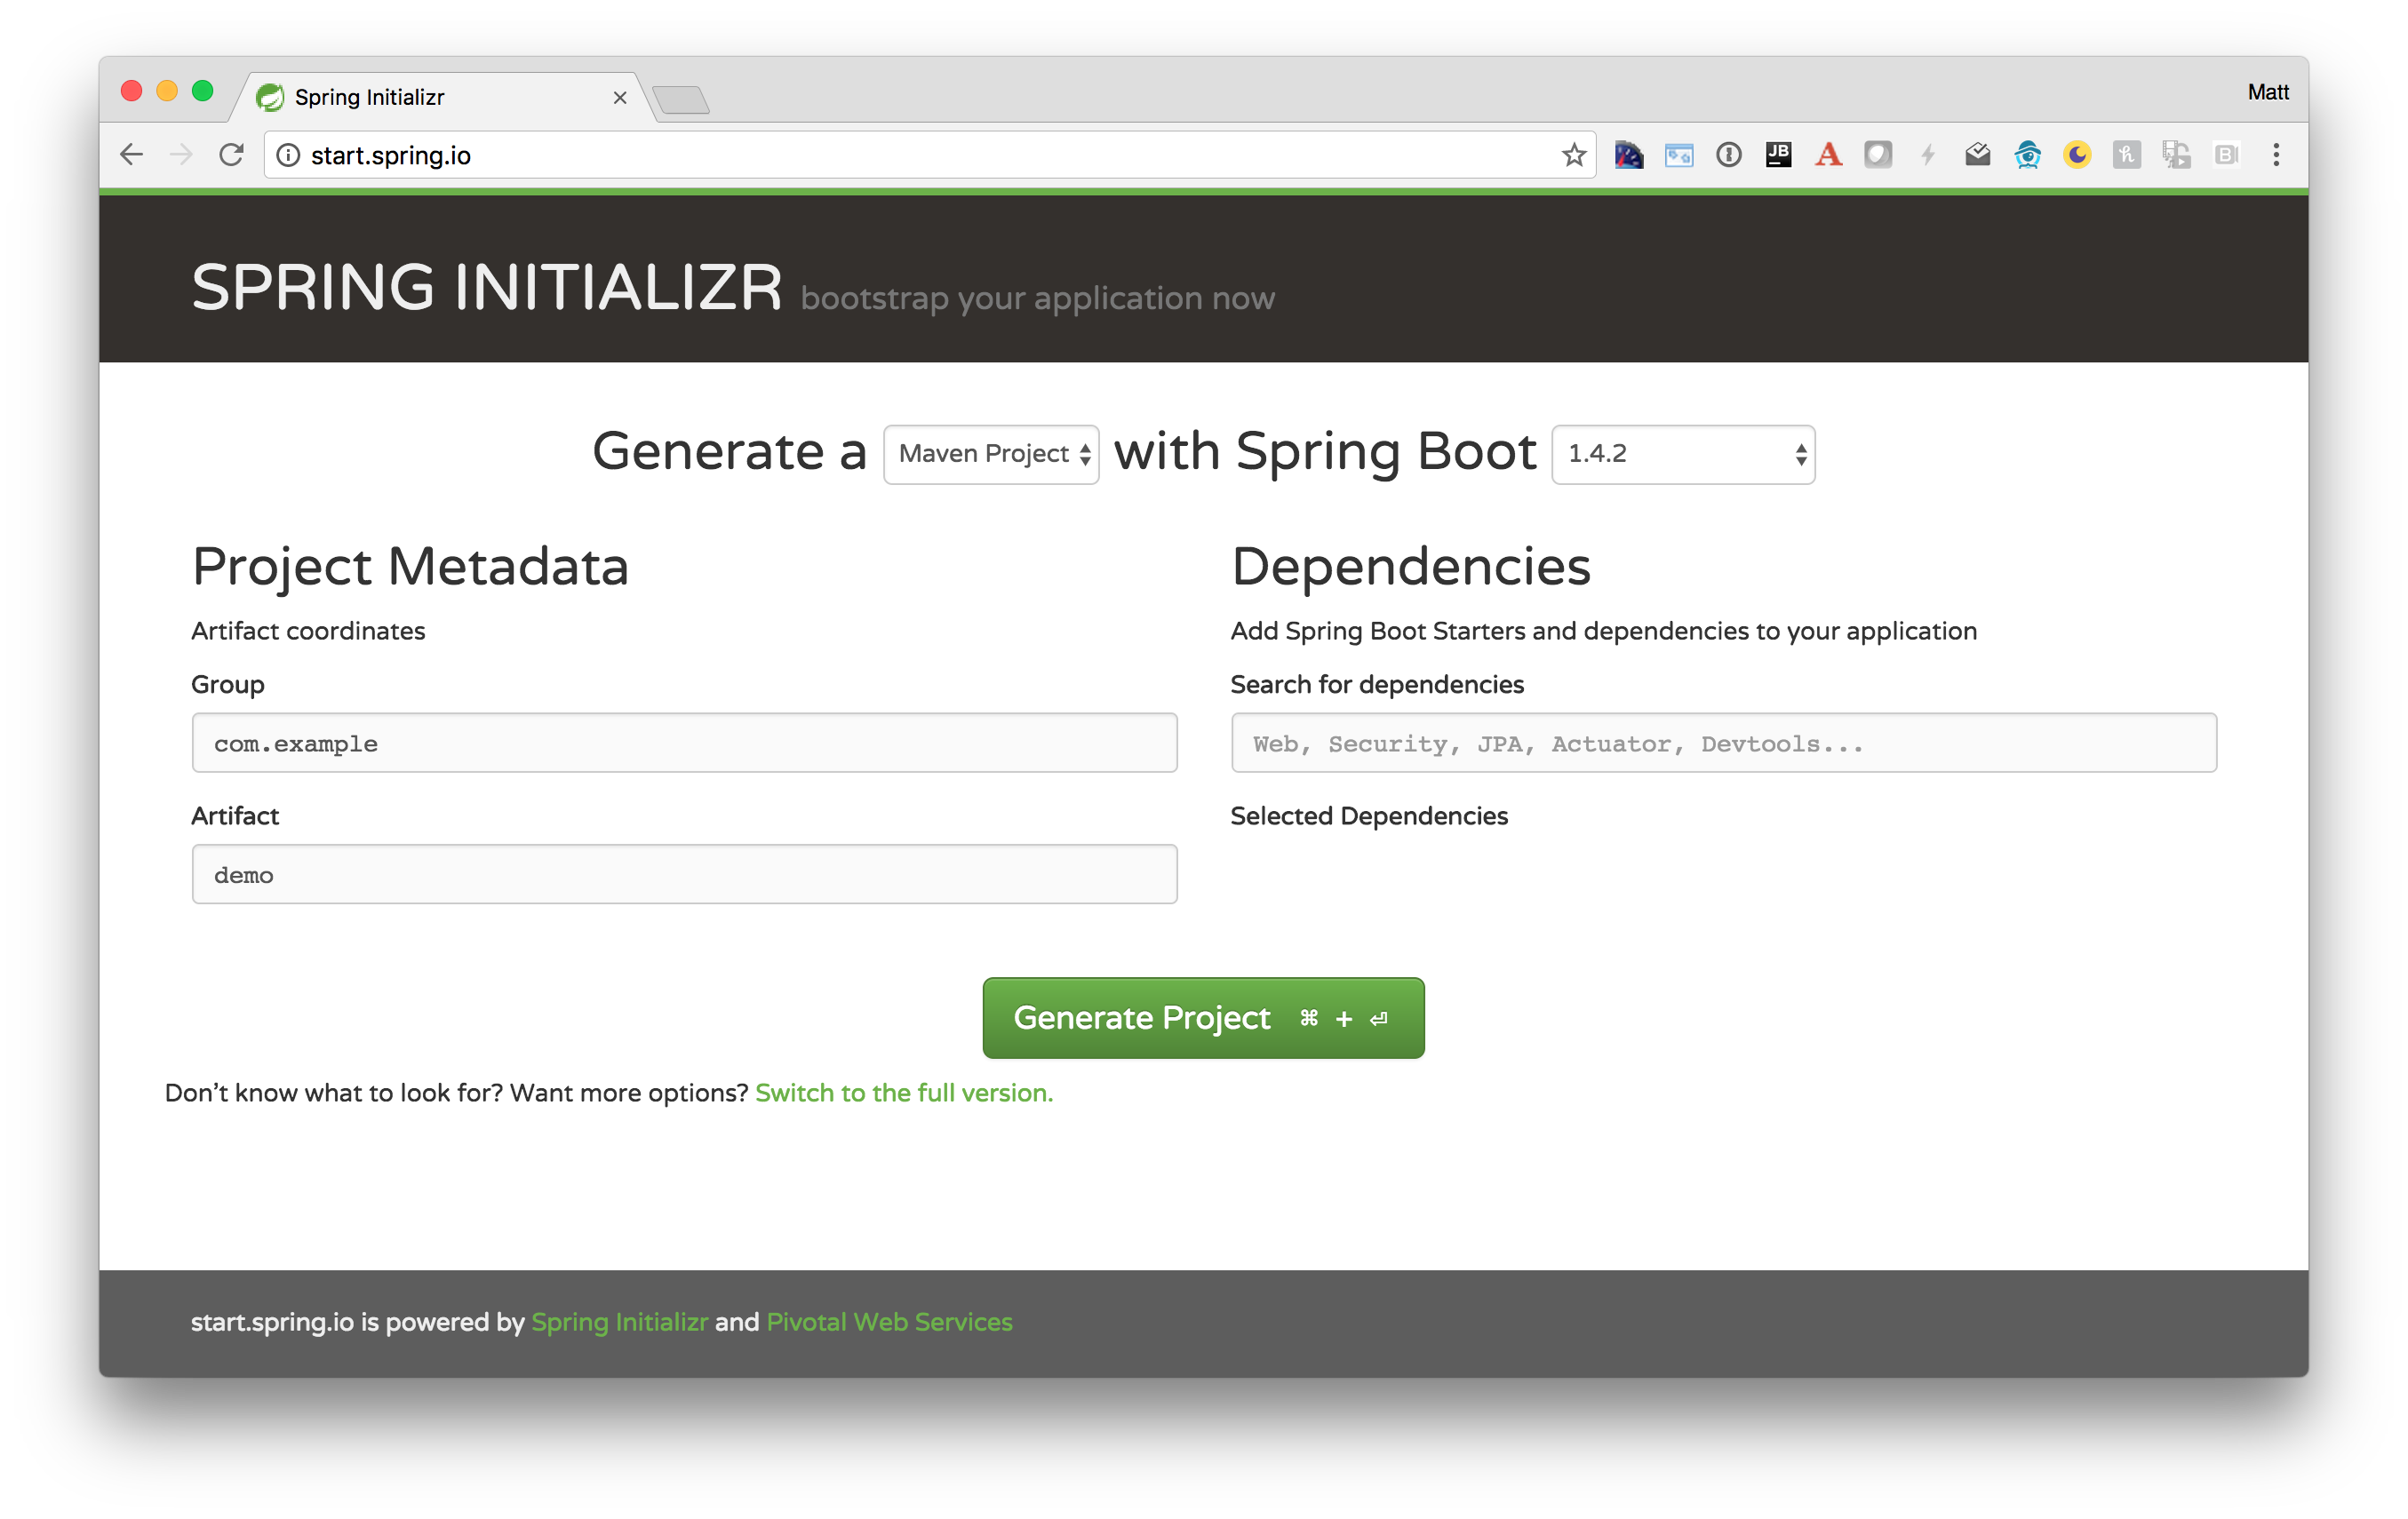 Spring Initializr
Matt
start.spring.io
JB
A
h
B
SPRING INITIALIZR bootstrap your application now
Generate a Maven Project with Spring Boot 1.4.2
Project Metadata
Artifact coordinates
Group
com.example
Artifact
demo
Dependencies
Add Spring Boot Starters and dependencies to your application
Search for dependencies
Web, Security, JPA, Actuator, Devtools...
Selected Dependencies
Generate Project ⌘ + ⏎
Don't know what to look for? Want more options? Switch to the full version.
start.spring.io is powered by Spring Initializr and Pivotal Web Services